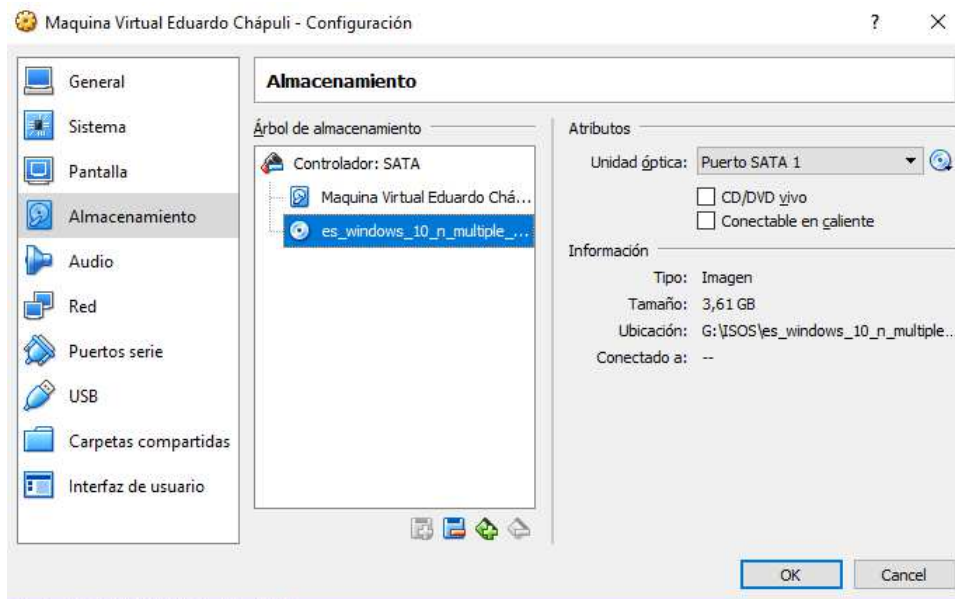 Maquina Virtual Eduardo Chápuli - Configuración
?
General
Sistema
Pantalla
Almacenamiento
Audio
Red
Puertos serie
USB
Carpetas compartidas
Interfaz de usuario
Almacenamiento
Árbol de almacenamiento
Controlador: SATA
Maquina Virtual Eduardo Chá...
es_windows_10_n_multiple_...
Atributos
Unidad óptica: Puerto SATA 1
CD/DVD vivo
Conectable en caliente
Información
Tipo: Imagen
Tamaño: 3,61 GB
Ubicación: G:\ISOS\es_windows_10_n_multiple...
Conectado a: --
OK
Cancel